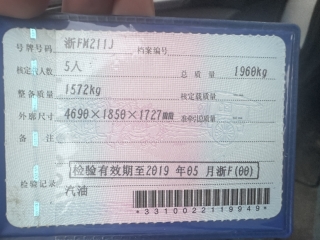 号牌号码 浙FM211J 档案编号
核定载人数 5人 总质量 1960kg
整备质量 1572kg 核定载质量 --
外廓尺寸 4690×1850×1727mm 准牵引总质量 --
备注
检验有效期至2019年05月浙F(00)
检验记录 汽油
*3310022119949*